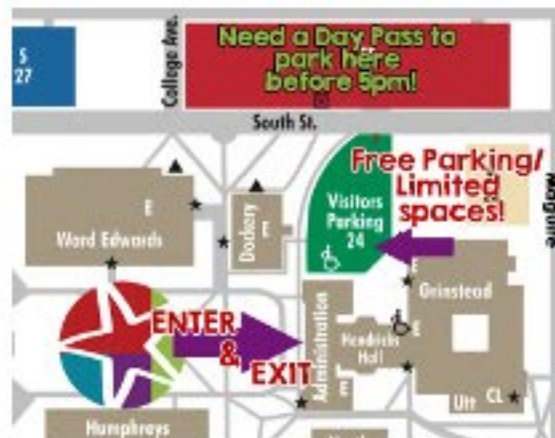 Need a Day Pass to
park here
before 5pm!
S
27
College Ave.
South St.
Free Parking/
Limited
spaces!
Visitors
Parking
24
E
Ward Edwards
Dockery
E
E
Grinstead
Administration
E
Hendricks
Hall
E
ENTER
&
EXIT
Utt
CL
Humphreys